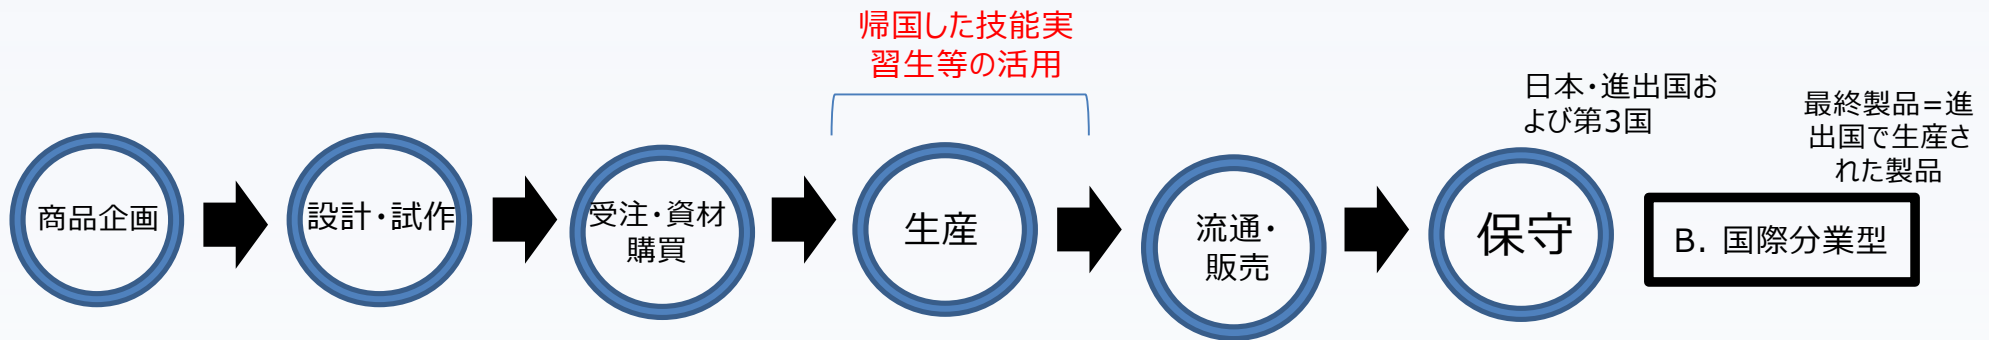 帰国した技能実
習生等の活用
日本・進出国お
よび第3国
最終製品=進
出国で生産さ
れた製品
商品企画
設計・試作
受注・資材
購買
生産
流通・
販売
保守
B. 国際分業型